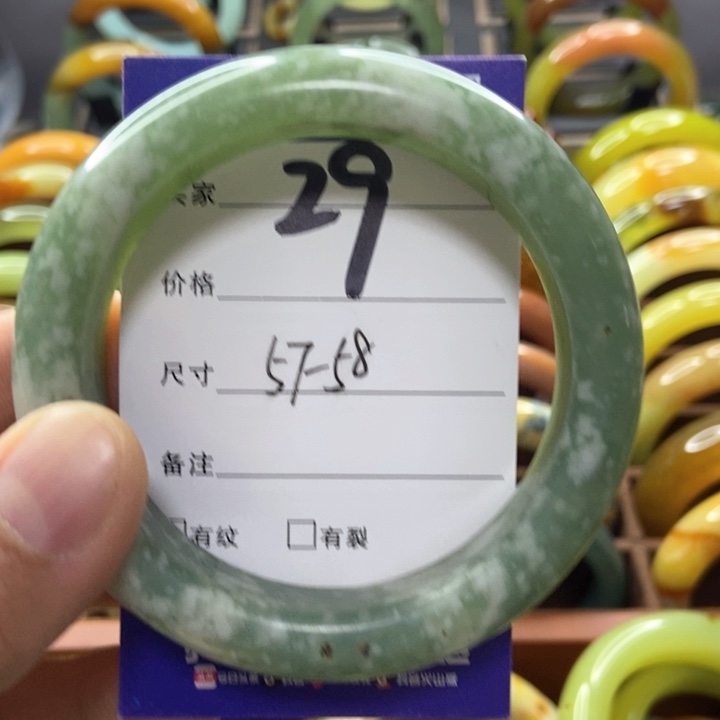 家 29
价格
尺寸 57-58
备注
□有纹 □有裂